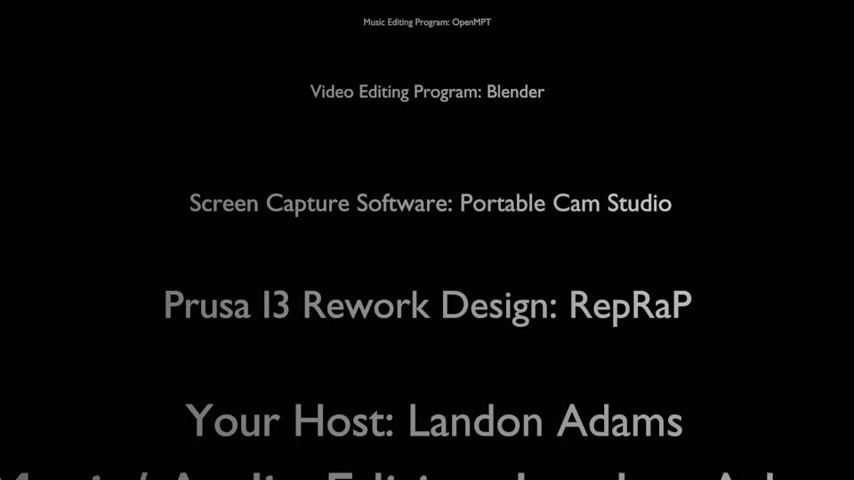 Music Editing Program: OpenMPT
Video Editing Program: Blender
Screen Capture Software: Portable Cam Studio
Prusa I3 Rework Design: RepRaP
Your Host: Landon Adams